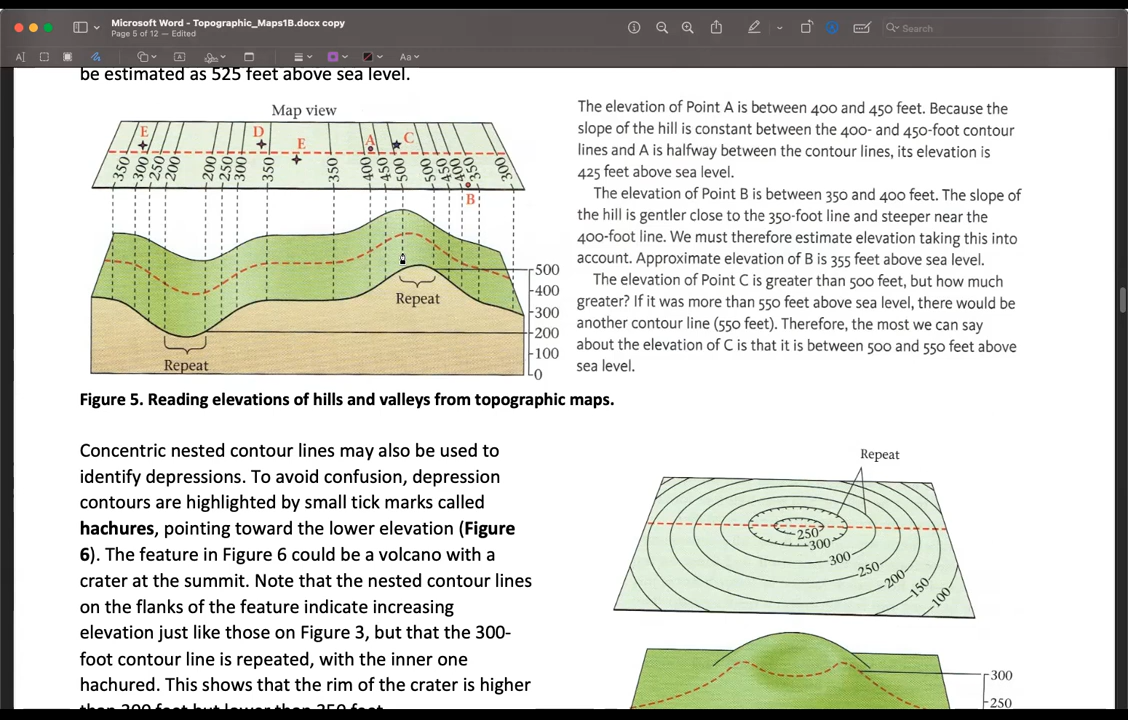 Microsoft Word - Topographic_Maps1B.docx copy
Page 5 of 12 — Edited
Search
Aa
be estimated as 525 feet above sea level.
Map view
E
D
E
A
C
350
300
250
200
200
250
300
350
350
400
450
500
500
450
400
350
300
B
500
400
300
200
100
0
Repeat
Repeat
The elevation of Point A is between 400 and 450 feet. Because the
slope of the hill is constant between the 400- and 450-foot contour
lines and A is halfway between the contour lines, its elevation is
425 feet above sea level.
The elevation of Point B is between 350 and 400 feet. The slope of
the hill is gentler close to the 350-foot line and steeper near the
400-foot line. We must therefore estimate elevation taking this into
account. Approximate elevation of B is 355 feet above sea level.
The elevation of Point C is greater than 500 feet, but how much
greater? If it was more than 550 feet above sea level, there would be
another contour line (550 feet). Therefore, the most we can say
about the elevation of C is that it is between 500 and 550 feet above
sea level.
Figure 5. Reading elevations of hills and valleys from topographic maps.
Concentric nested contour lines may also be used to
identify depressions. To avoid confusion, depression
contours are highlighted by small tick marks called
hachures, pointing toward the lower elevation (Figure
6). The feature in Figure 6 could be a volcano with a
crater at the summit. Note that the nested contour lines
on the flanks of the feature indicate increasing
elevation just like those on Figure 3, but that the 300-
foot contour line is repeated, with the inner one
hachured. This shows that the rim of the crater is higher
than 300 feet but lower than 350 feet.
Repeat
250
300
300
250
200
150
100
300
250